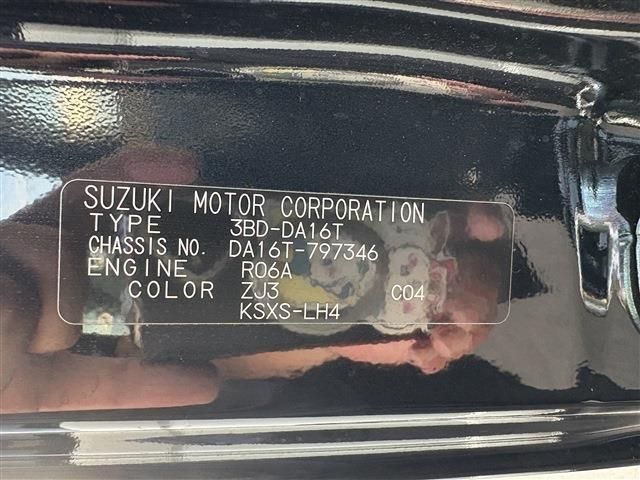 SUZUKI MOTOR CORPORATION
TYPE 3BD-DA16T
CHASSIS NO. DA16T-797346
ENGINE R06A
COLOR ZJ3 C04
KSXS-LH4